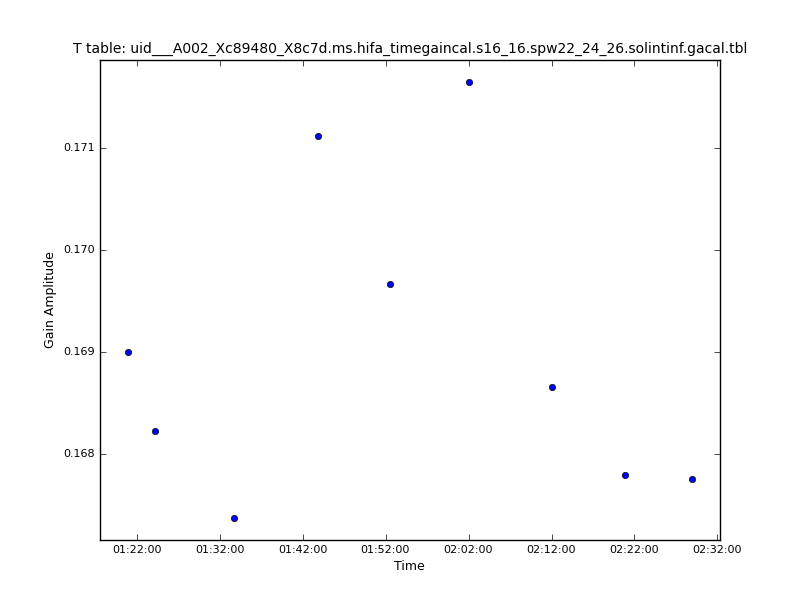 T table: uid___A002_Xc89480_X8c7d.ms.hifa_timegaincal.s16_16.spw22_24_26.solintinf.gacal.tbl
0.171
0.170
0.169
0.168
Gain Amplitude
01:22:00 01:32:00 01:42:00 01:52:00 02:02:00 02:12:00 02:22:00 02:32:00
Time